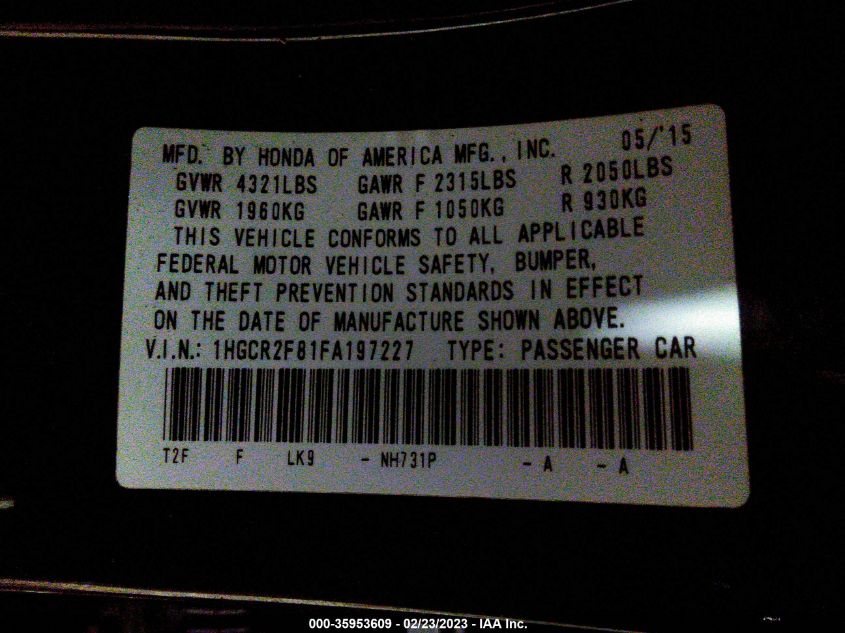 MFD. BY HONDA OF AMERICA MFG., INC. 05/'15
GVWR 4321LBS GAWR F 2315LBS R 2050LBS
GVWR 1960KG GAWR F 1050KG R 930KG
THIS VEHICLE CONFORMS TO ALL APPLICABLE
FEDERAL MOTOR VEHICLE SAFETY, BUMPER,
AND THEFT PREVENTION STANDARDS IN EFFECT
ON THE DATE OF MANUFACTURE SHOWN ABOVE.
V.I.N.: 1HGCR2F81FA197227 TYPE: PASSENGER CAR
T2F F LK9 - NH731P - A - A
000-35953609 - 02/23/2023 - IAA Inc.